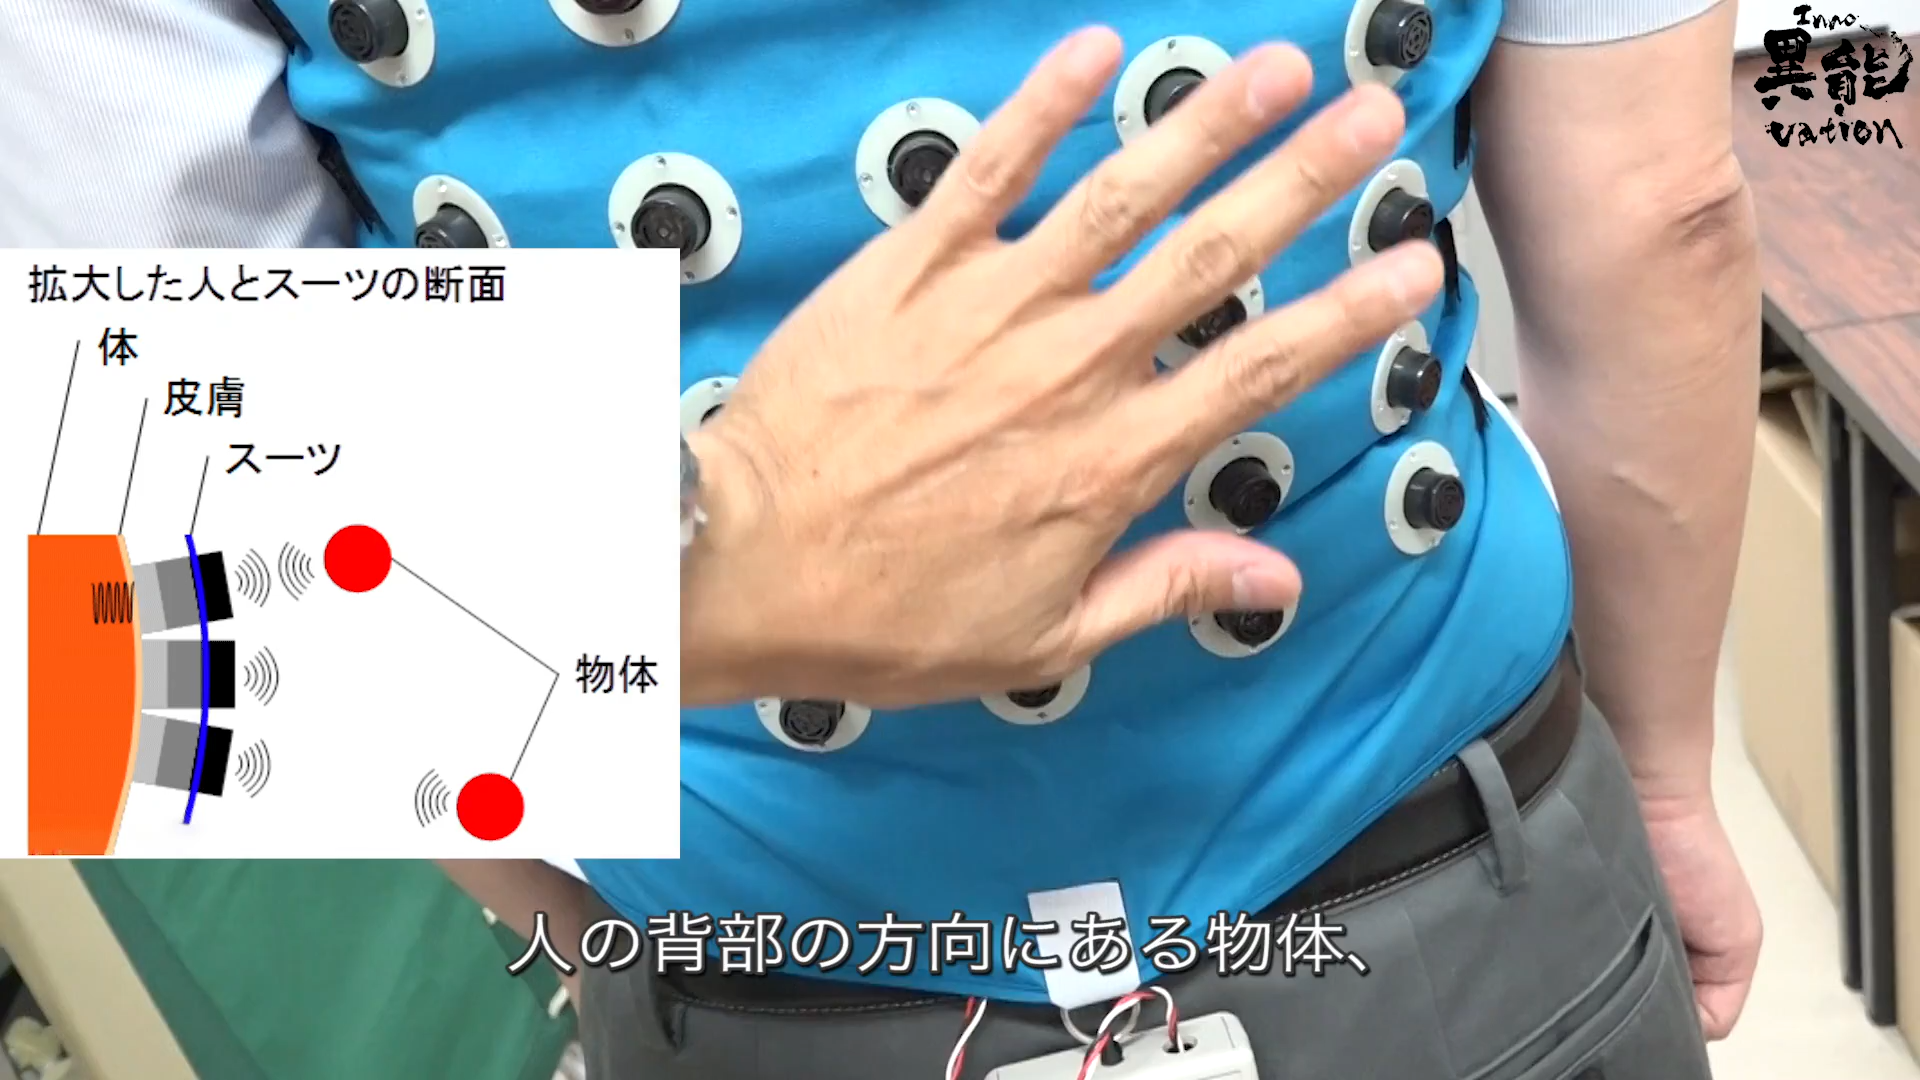 Inno
異能
vation
拡大した人とスーツの断面
体
皮膚
スーツ
物体
人の背部の方向にある物体、